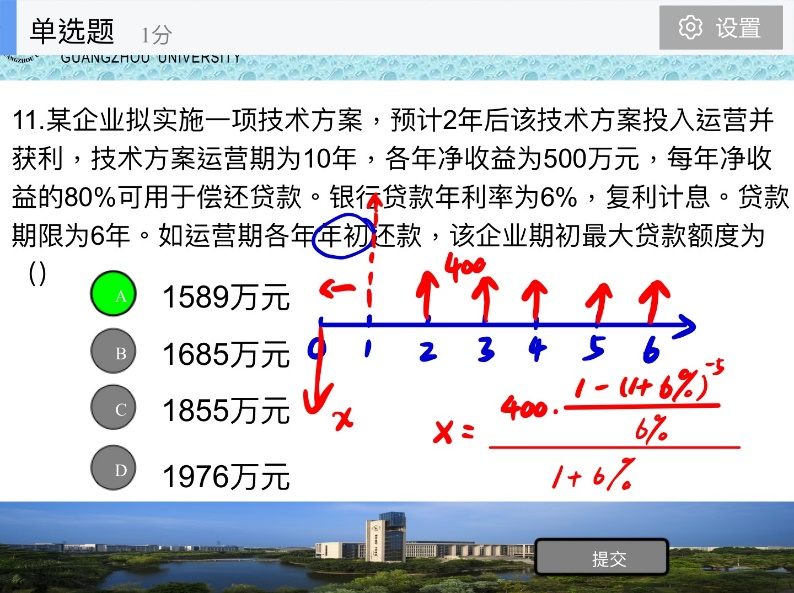 单选题 1分
设置
GUANGZHOU UNIVERSITY
11.某企业拟实施一项技术方案，预计2年后该技术方案投入运营并
获利，技术方案运营期为10年，各年净收益为500万元，每年净收
益的80%可用于偿还贷款。银行贷款年利率为6%，复利计息。贷款
期限为6年。如运营期各年年初还款，该企业期初最大贷款额度为
()
A 1589万元
B 1685万元
C 1855万元
D 1976万元
400
0 1 2 3 4 5 6
x
x = 400·(1-(1+6%)^-5)/6% / (1+6%)
提交